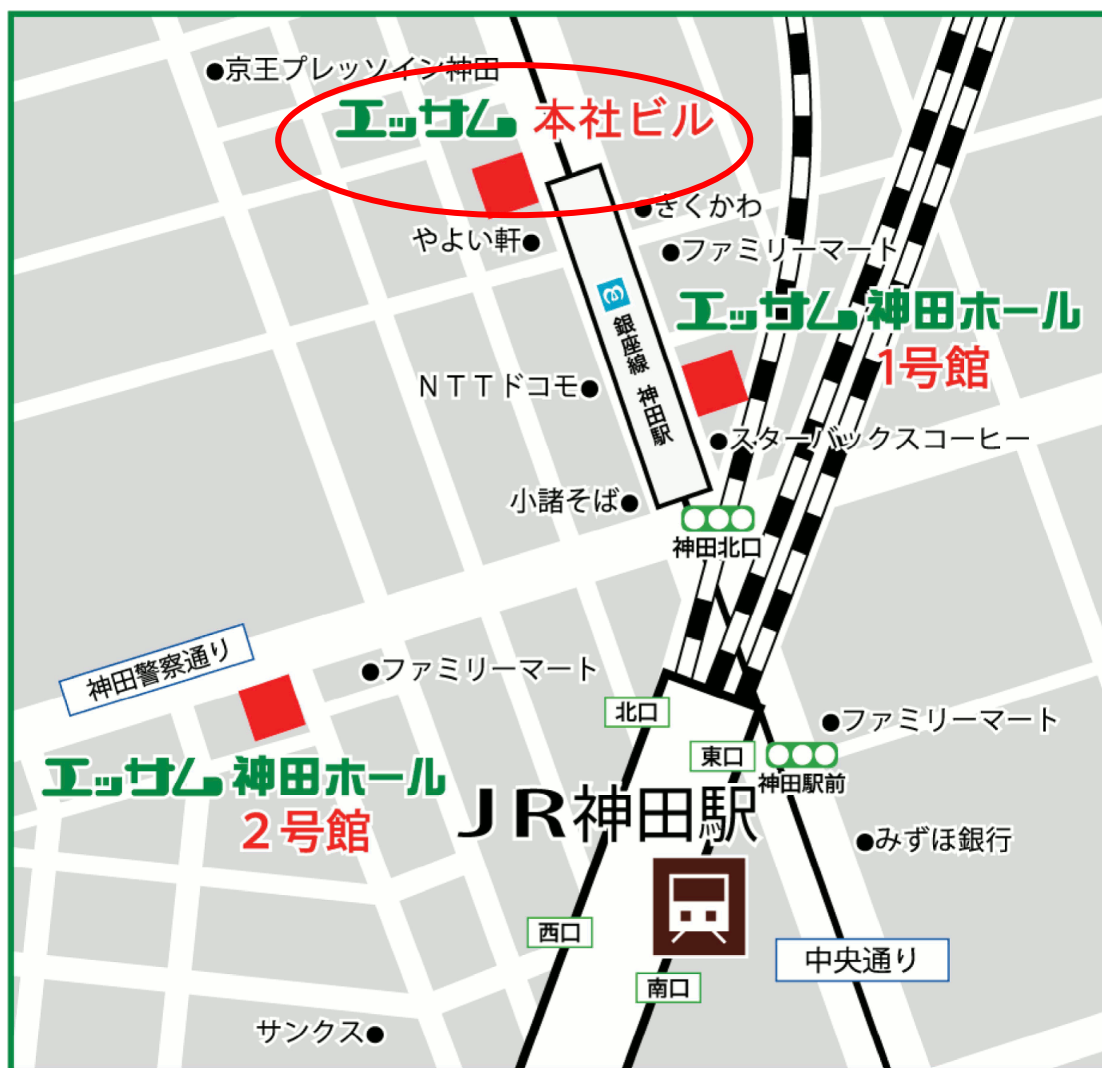 京王プレッソイン神田
エッサム 本社ビル
きくかわ
やよい軒
ファミリーマート
エッサム 神田ホール
1号館
銀座線 神田駅
NTTドコモ
スターバックスコーヒー
小諸そば
神田北口
神田警察通り
ファミリーマート
北口
ファミリーマート
東口
神田駅前
エッサム 神田ホール
2号館
JR神田駅
みずほ銀行
西口
中央通り
南口
サンクス